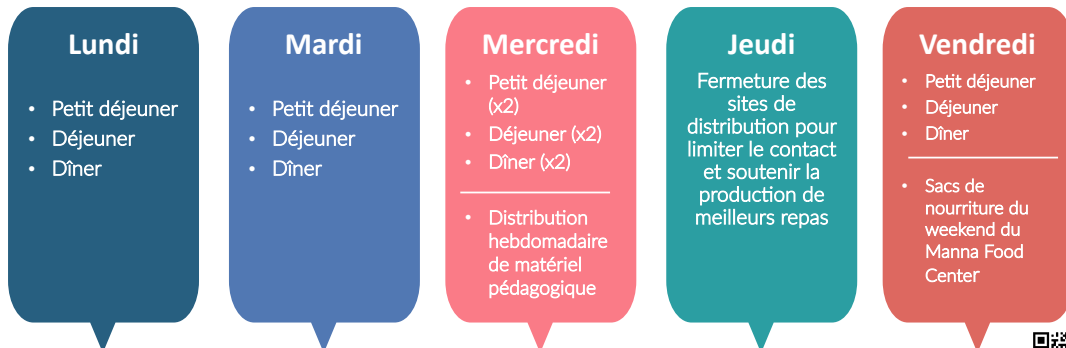 Lundi
• Petit déjeuner
• Déjeuner
• Dîner
Mardi
• Petit déjeuner
• Déjeuner
• Dîner
Mercredi
• Petit déjeuner
(x2)
• Déjeuner (x2)
• Dîner (x2)
• Distribution
hebdomadaire
de matériel
pédagogique
Jeudi
Fermeture des
sites de
distribution pour
limiter le contact
et soutenir la
production de
meilleurs repas
Vendredi
• Petit déjeuner
• Déjeuner
• Dîner
• Sacs de
nourriture du
weekend du
Manna Food
Center